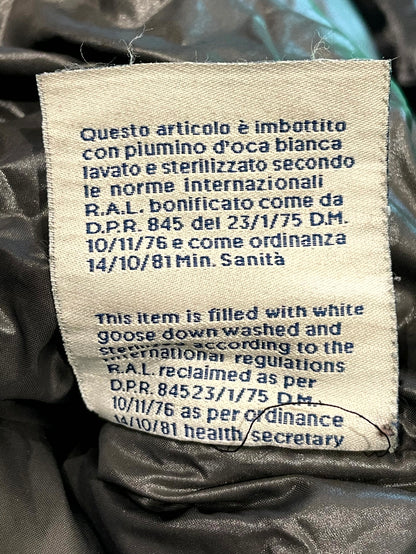 Questo articolo è imbottito
con piumino d'oca bianca
lavato e sterilizzato secondo
le norme internazionali
R.A.L. bonificato come da
D.P.R. 845 del 23/1/75 D.M.
10/11/76 e come ordinanza
14/10/81 Min. Sanità
This item is filled with white
goose down washed and
according to the
international regulations
R.A.L. reclaimed as per
D.P.R. 84523/1/75 D.M.
10/11/76 as per ordinance
14/10/81 health secretary